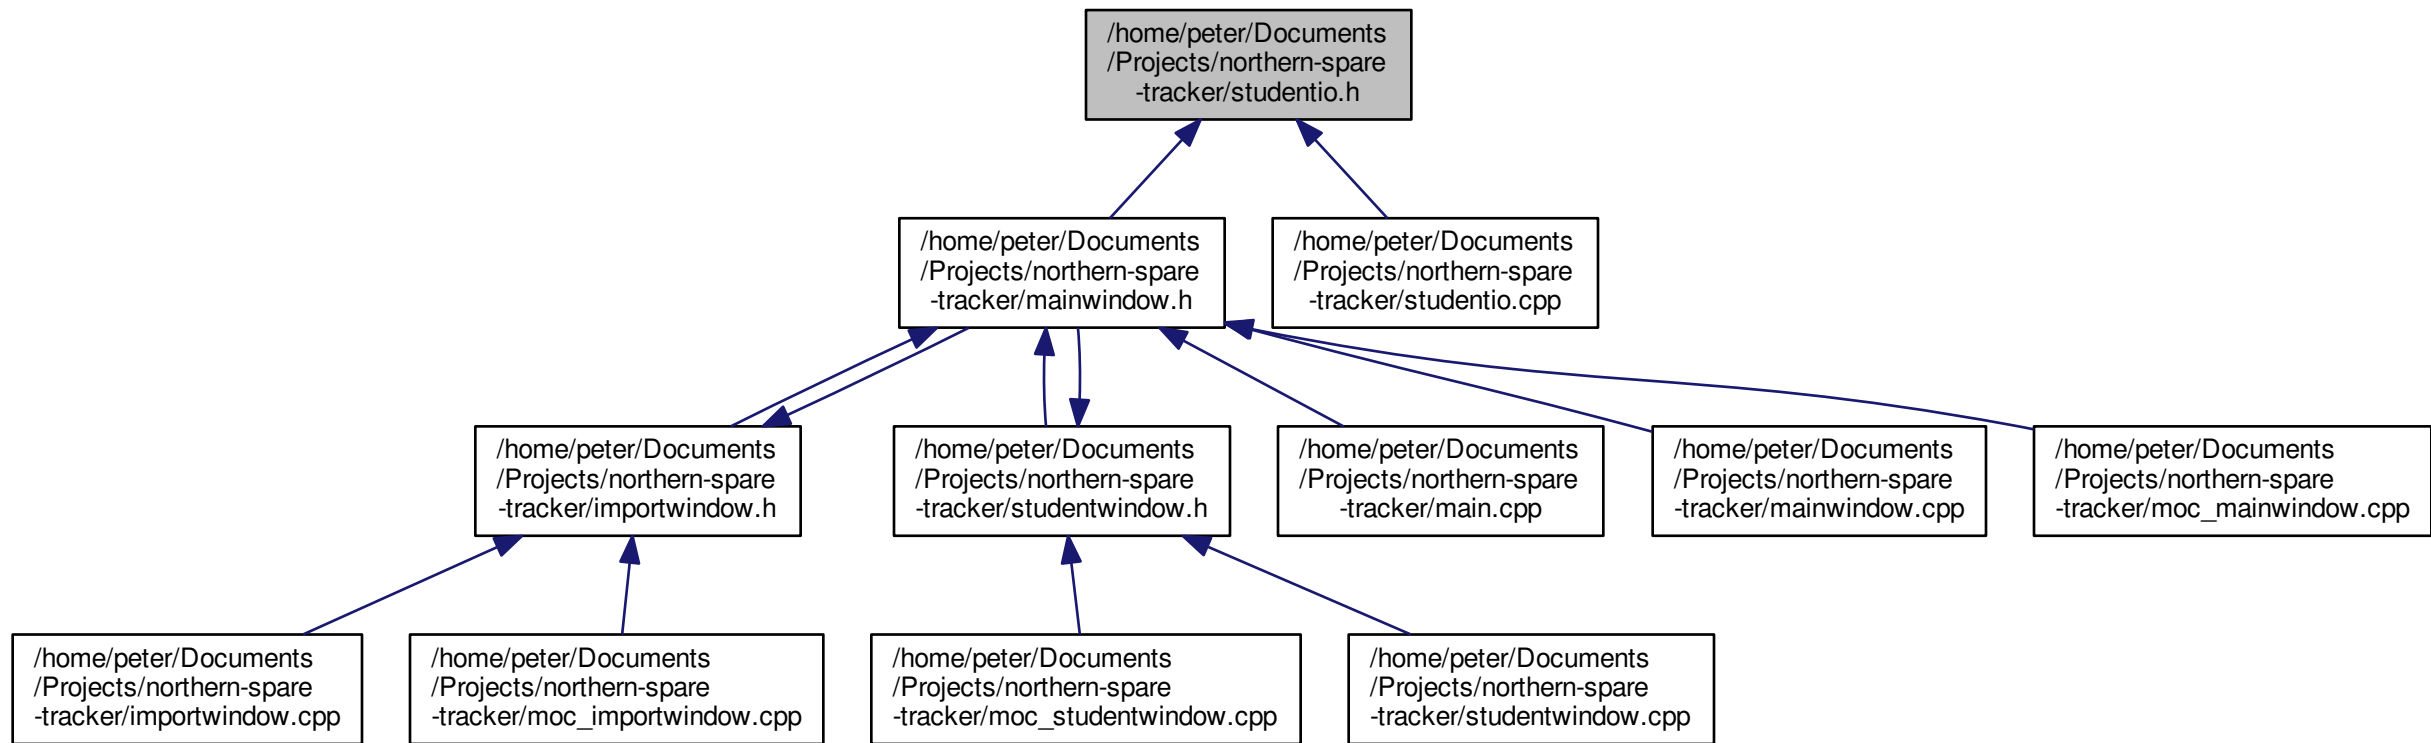 /home/peter/Documents
/Projects/northern-spare
-tracker/studentio.h
/home/peter/Documents
/Projects/northern-spare
-tracker/mainwindow.h
/home/peter/Documents
/Projects/northern-spare
-tracker/studentio.cpp
/home/peter/Documents
/Projects/northern-spare
-tracker/importwindow.h
/home/peter/Documents
/Projects/northern-spare
-tracker/studentwindow.h
/home/peter/Documents
/Projects/northern-spare
-tracker/main.cpp
/home/peter/Documents
/Projects/northern-spare
-tracker/mainwindow.cpp
/home/peter/Documents
/Projects/northern-spare
-tracker/moc_mainwindow.cpp
/home/peter/Documents
/Projects/northern-spare
-tracker/importwindow.cpp
/home/peter/Documents
/Projects/northern-spare
-tracker/moc_importwindow.cpp
/home/peter/Documents
/Projects/northern-spare
-tracker/moc_studentwindow.cpp
/home/peter/Documents
/Projects/northern-spare
-tracker/studentwindow.cpp